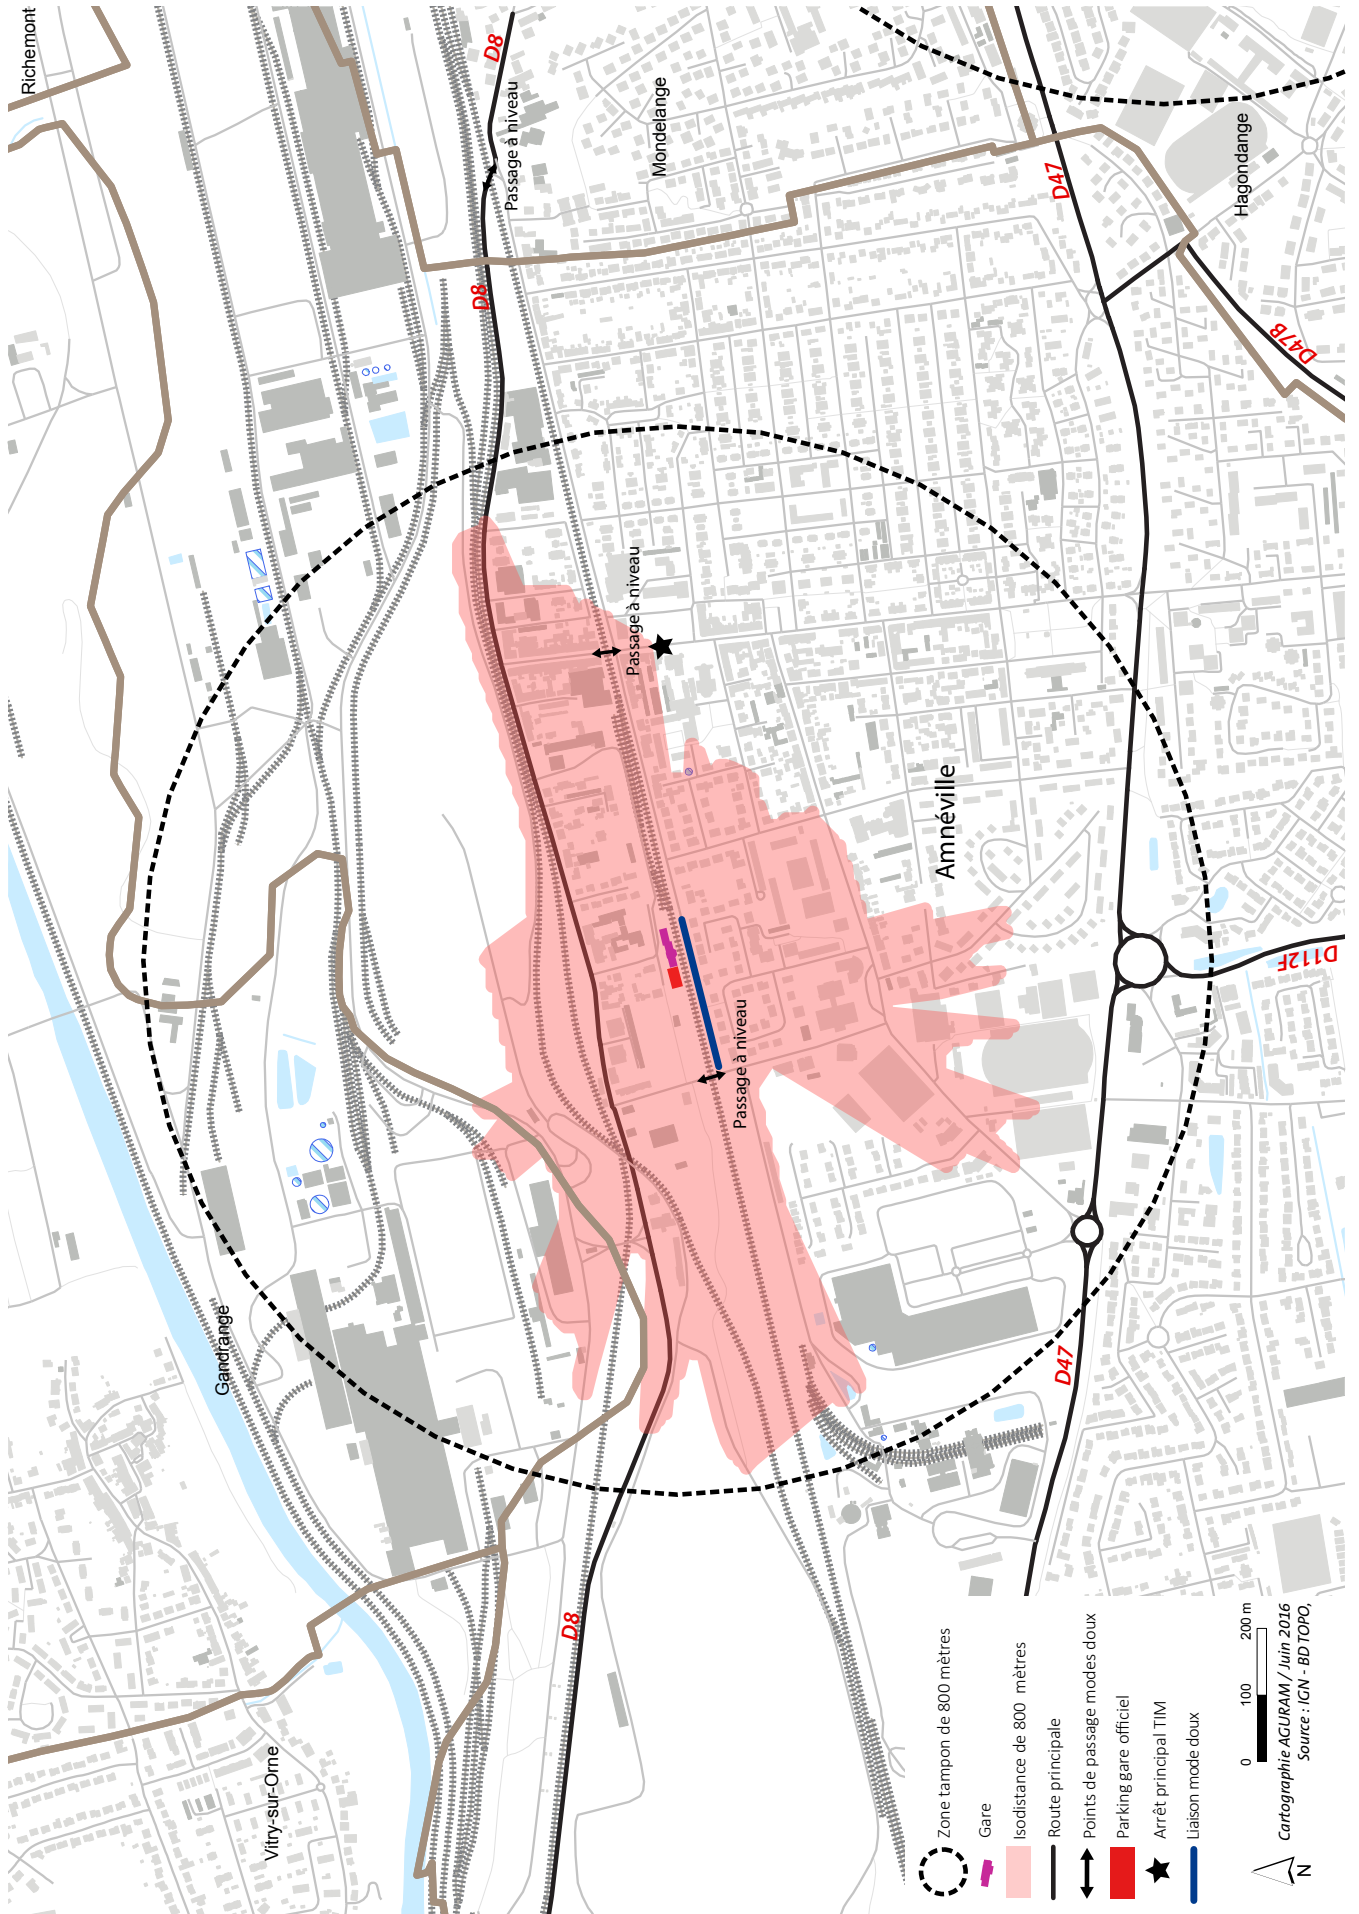 Richemont
D8
Passage à niveau
Mondelange
D47
Hagondange
D8
D47B
Passage à niveau
Amnéville
D112F
Passage à niveau
Gandrange
D47
D8
Vitry-sur-Orne
Zone tampon de 800 mètres
Gare
Isodistance de 800 mètres
Route principale
Points de passage modes doux
Parking gare officiel
Arrêt principal TIM
Liaison mode doux
0 100 200 m
N
Cartographie AGURAM / Juin 2016
Source : IGN - BD TOPO,